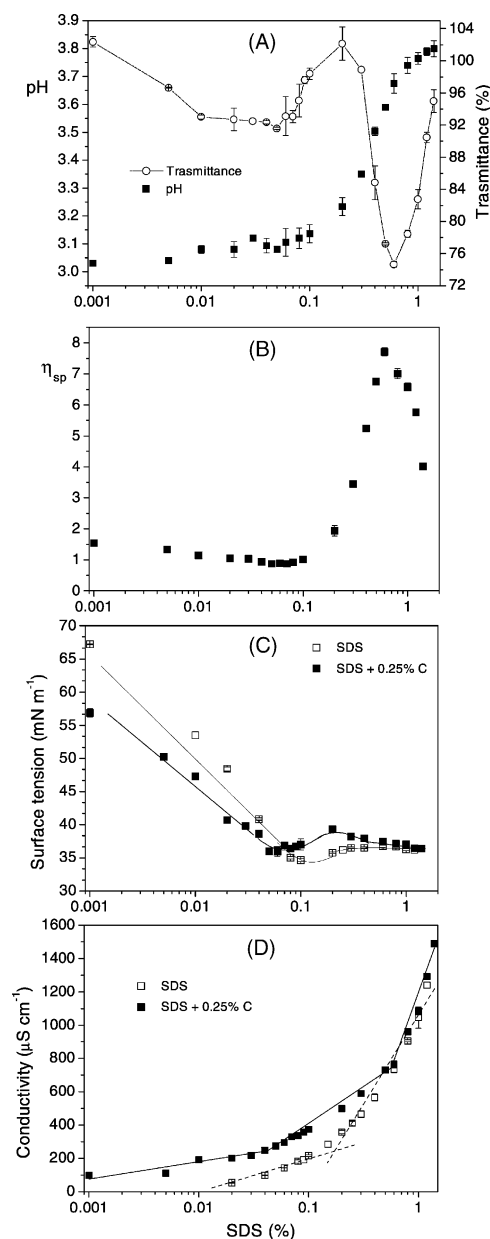 (A)
pH
3.9
3.8
3.7
3.6
3.5
3.4
3.3
3.2
3.1
3.0
104
100
96
92
88
84
80
76
72
Trasmittance (%)
Trasmittance
pH
0.001 0.01 0.1 1
(B)
ηsp
8
7
6
5
4
3
2
1
0
0.001 0.01 0.1 1
(C)
Surface tension (mN m⁻¹)
70
65
60
55
50
45
40
35
30
SDS
SDS + 0.25% C
0.001 0.01 0.1 1
(D)
Conductivity (μS cm⁻¹)
1600
1400
1200
1000
800
600
400
200
0
SDS
SDS + 0.25% C
0.001 0.01 0.1 1
SDS (%)